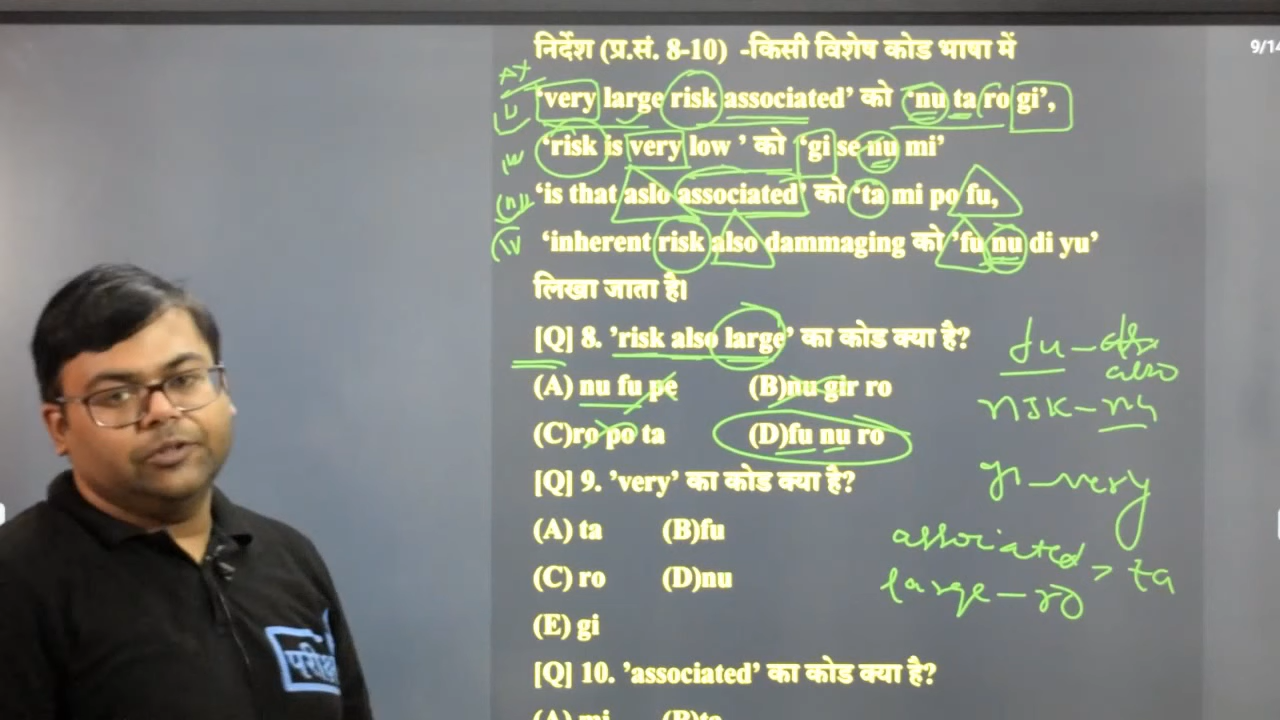 9/14
निर्देश (प्र.सं. 8-10) -किसी विशेष कोड भाषा में
'very large risk associated' को 'nu ta ro gi',
'risk is very low ' को 'gi se nu mi'
'is that aslo associated' को 'ta mi po fu,
'inherent risk also dammaging को 'fu nu di yu'
लिखा जाता है।
[Q] 8. 'risk also large' का कोड क्या है?
(A) nu fu pe (B)nu gir ro
(C)ro po ta (D)fu nu ro
[Q] 9. 'very' का कोड क्या है?
(A) ta (B)fu
(C) ro (D)nu
(E) gi
[Q] 10. 'associated' का कोड क्या है?
fu -
also
risk - nu
gi - very
associated > ta
large - ro